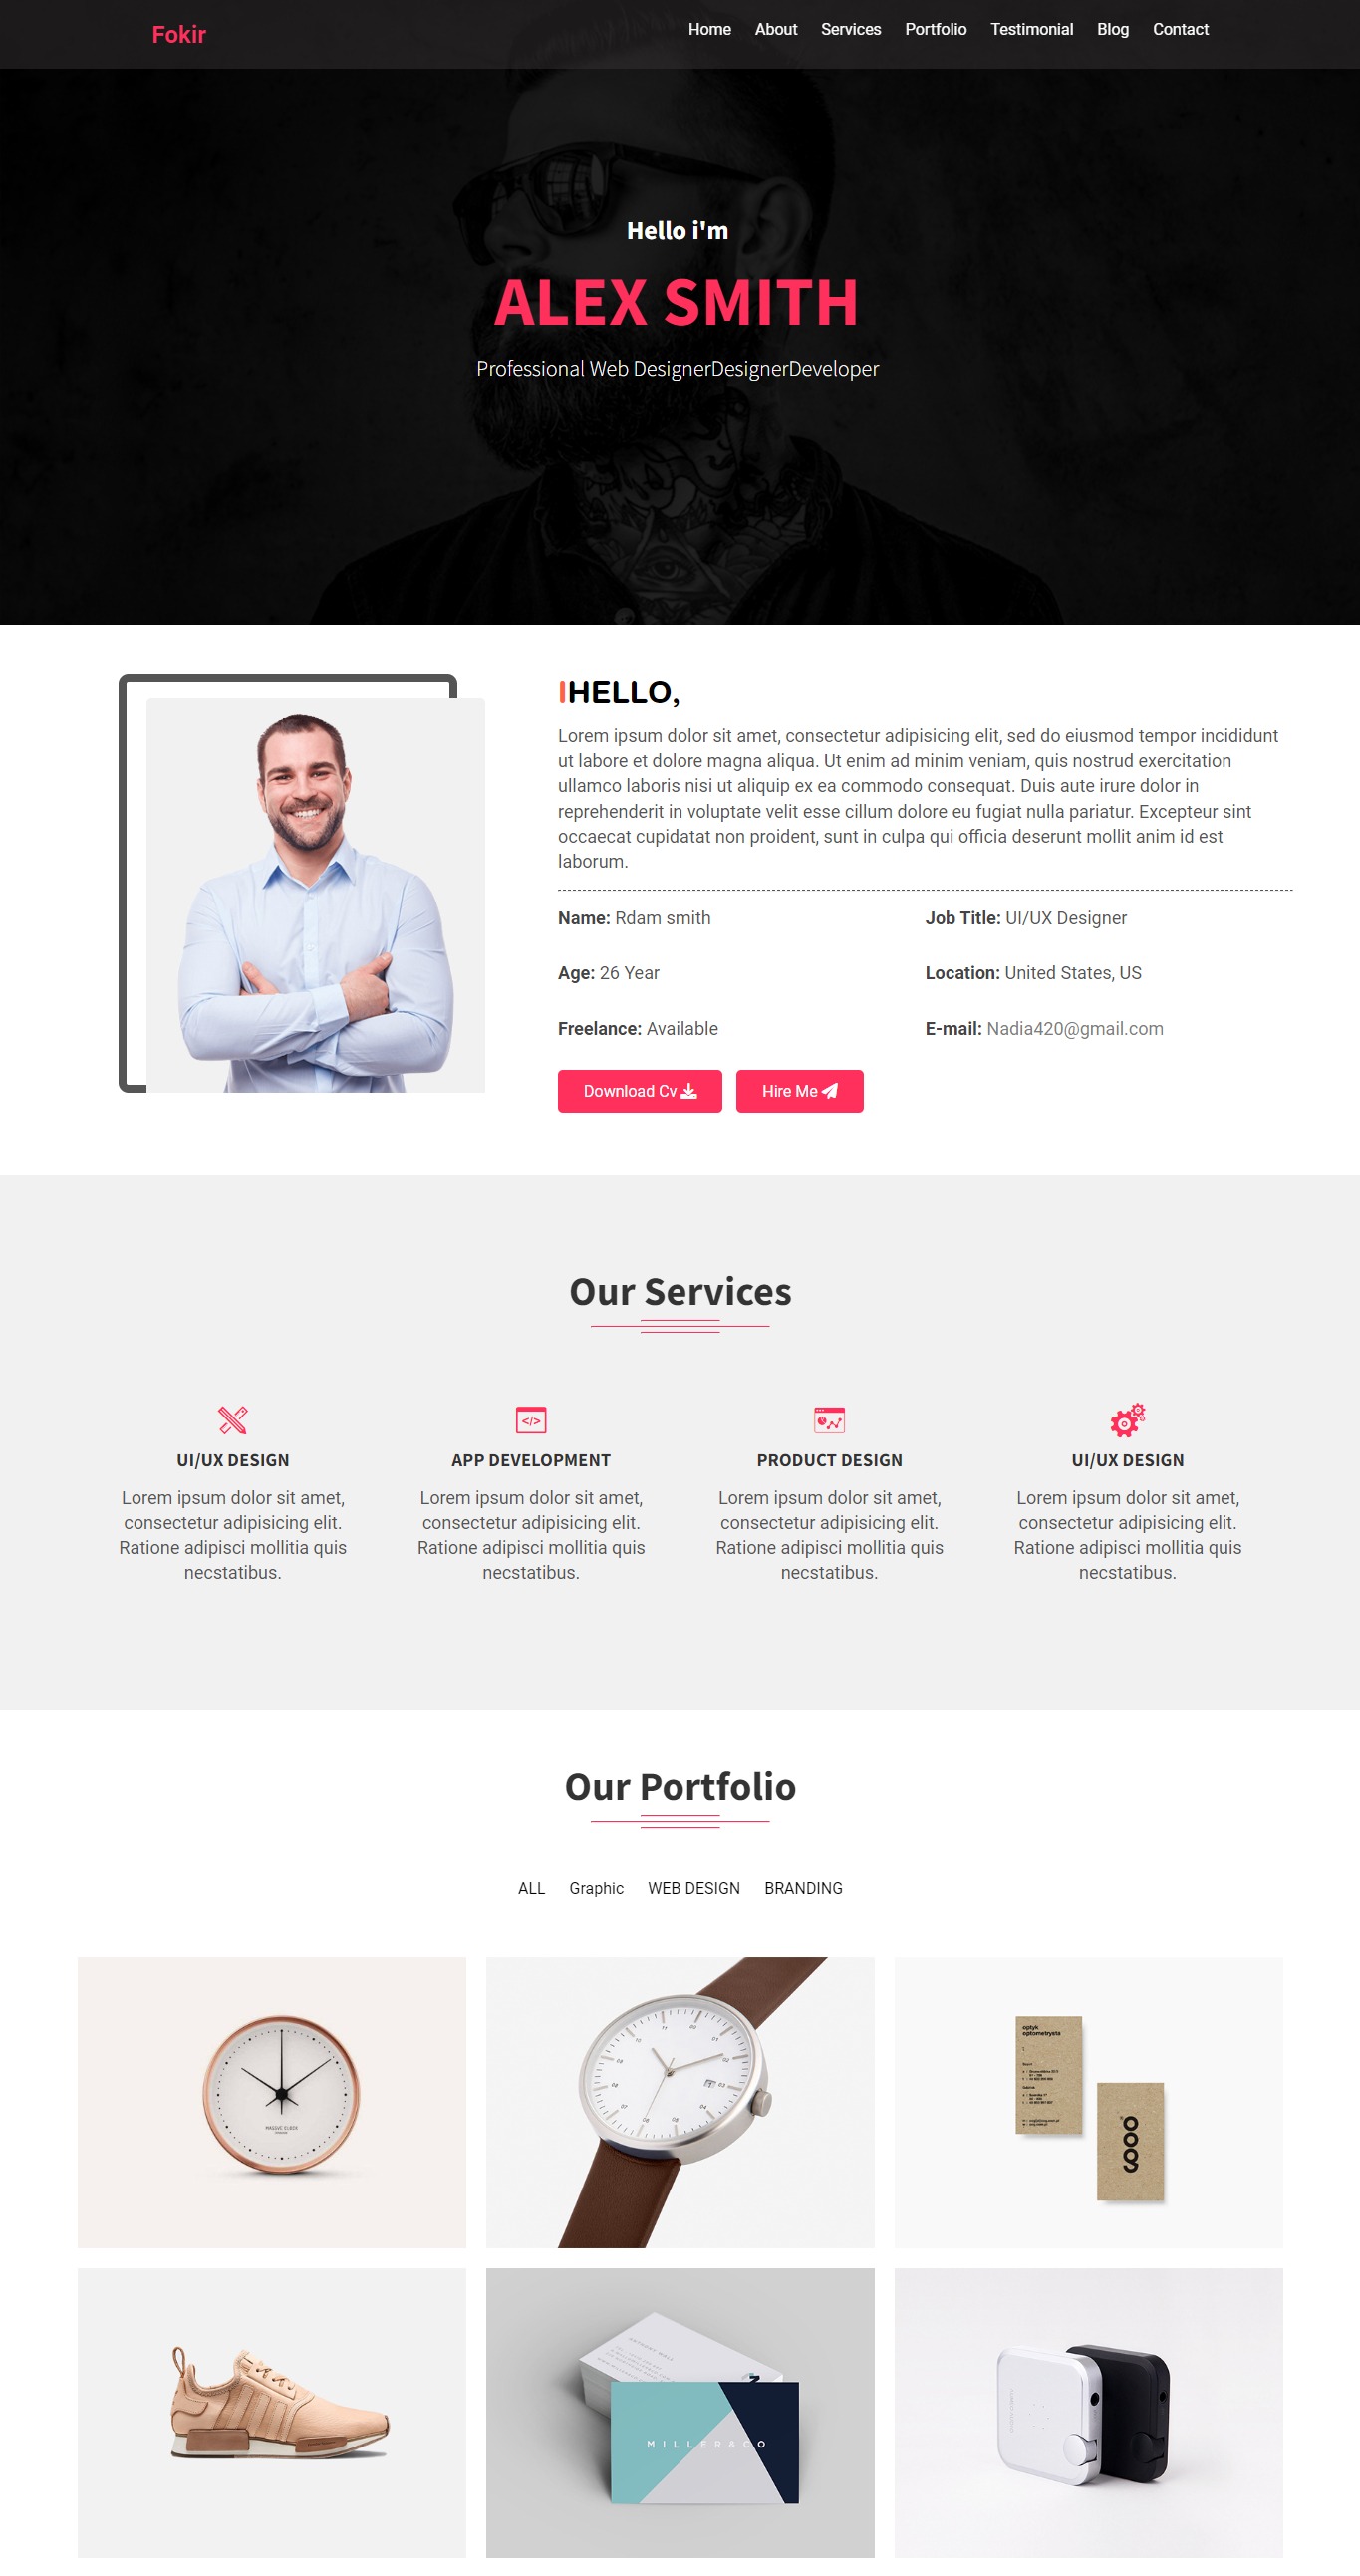 Fokir
Home About Services Portfolio Testimonial Blog Contact
Hello i'm
ALEX SMITH
Professional Web DesignerDesignerDeveloper
IHELLO,
Lorem ipsum dolor sit amet, consectetur adipisicing elit, sed do eiusmod tempor incididunt
ut labore et dolore magna aliqua. Ut enim ad minim veniam, quis nostrud exercitation
ullamco laboris nisi ut aliquip ex ea commodo consequat. Duis aute irure dolor in
reprehenderit in voluptate velit esse cillum dolore eu fugiat nulla pariatur. Excepteur sint
occaecat cupidatat non proident, sunt in culpa qui officia deserunt mollit anim id est
laborum.
Name: Rdam smith
Job Title: UI/UX Designer
Age: 26 Year
Location: United States, US
Freelance: Available
E-mail: Nadia420@gmail.com
Download Cv
Hire Me
Our Services
UI/UX DESIGN
Lorem ipsum dolor sit amet,
consectetur adipisicing elit.
Ratione adipisci mollitia quis
necstatibus.
APP DEVELOPMENT
Lorem ipsum dolor sit amet,
consectetur adipisicing elit.
Ratione adipisci mollitia quis
necstatibus.
PRODUCT DESIGN
Lorem ipsum dolor sit amet,
consectetur adipisicing elit.
Ratione adipisci mollitia quis
necstatibus.
UI/UX DESIGN
Lorem ipsum dolor sit amet,
consectetur adipisicing elit.
Ratione adipisci mollitia quis
necstatibus.
Our Portfolio
ALL Graphic WEB DESIGN BRANDING
optyk
optometrysta
MILLER & CO